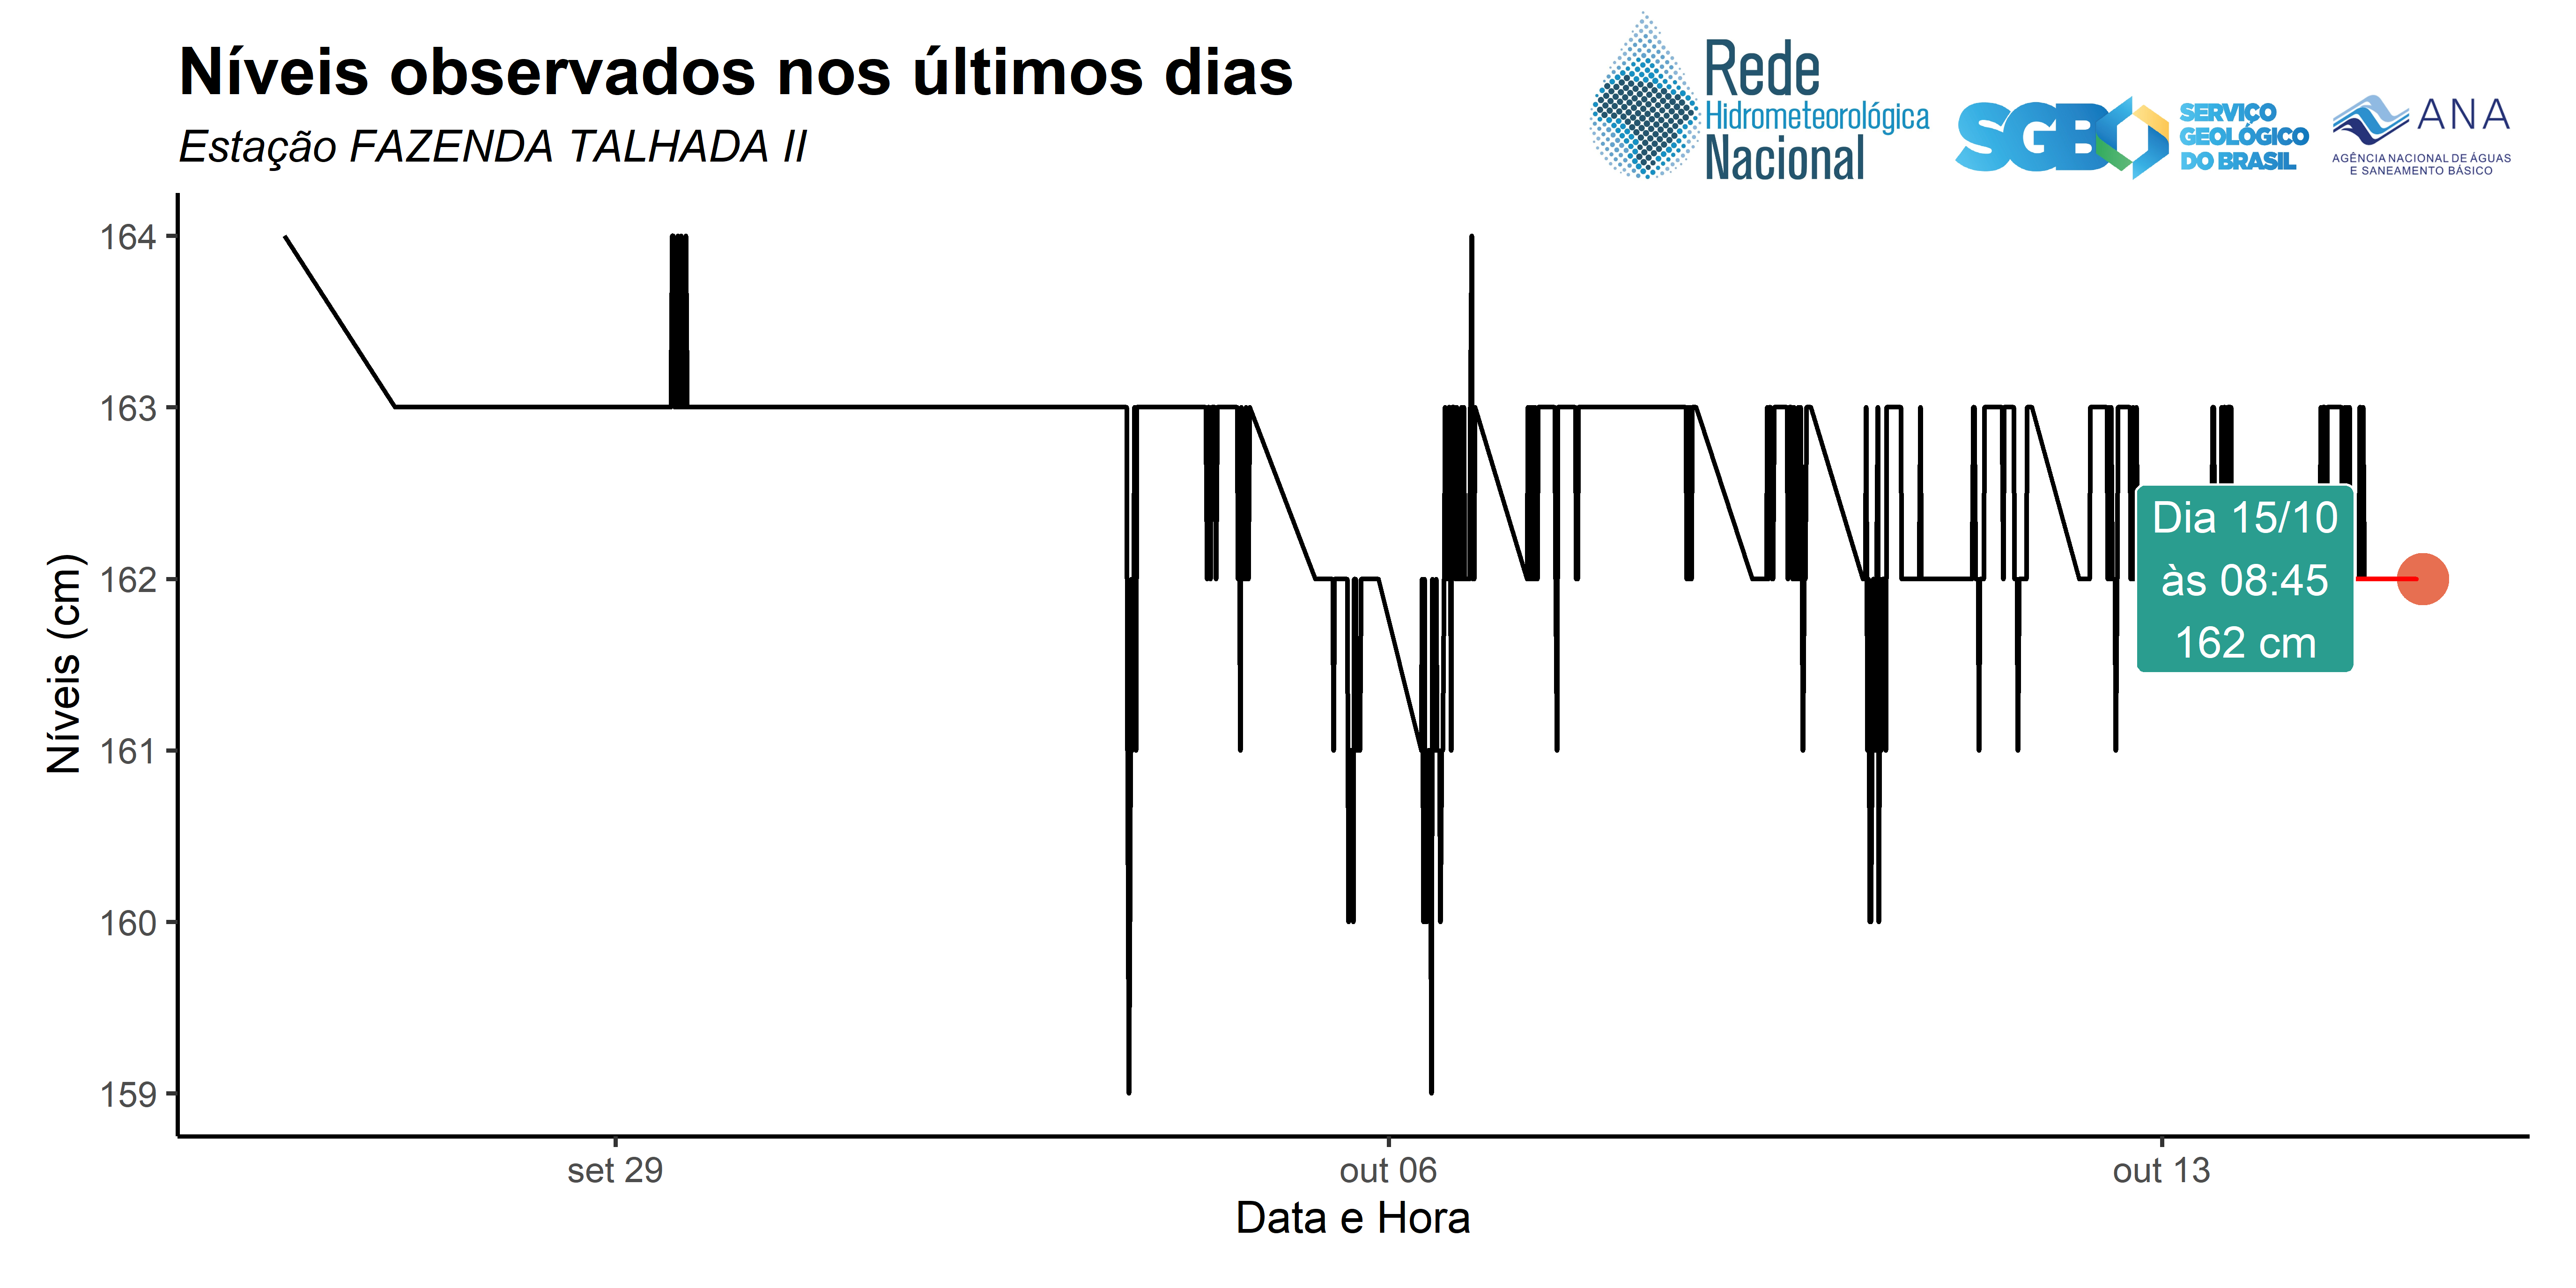 Níveis observados nos últimos dias
Estação FAZENDA TALHADA II
Rede
Hidrometeorológica
Nacional
SGB
SERVIÇO
GEOLÓGICO
DO BRASIL
ANA
AGÊNCIA NACIONAL DE ÁGUAS
E SANEAMENTO BÁSICO
Níveis (cm)
164
163
162
161
160
159
Dia 15/10
às 08:45
162 cm
set 29
out 06
out 13
Data e Hora